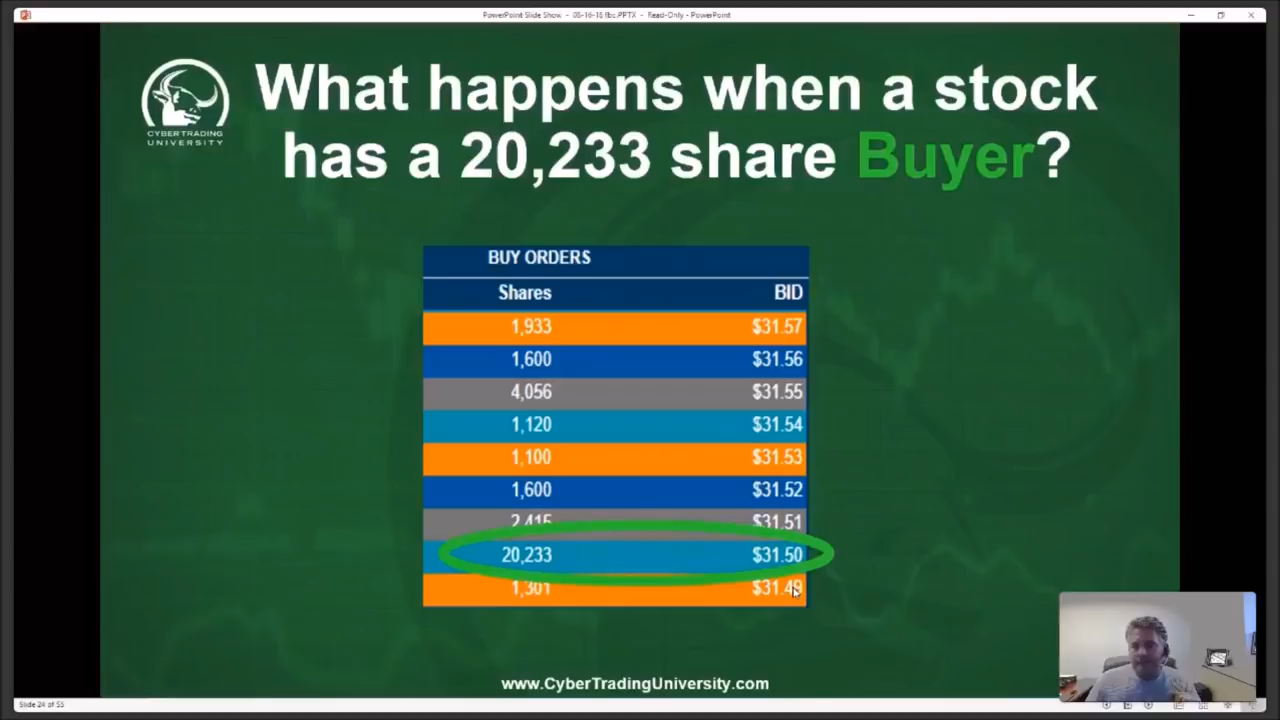 PowerPoint Slide Show - 08-16-18 fbc.PPTX - Read-Only - PowerPoint
What happens when a stock
has a 20,233 share Buyer?
CYBERTRADING
UNIVERSITY
BUY ORDERS
Shares BID
1,933 $31.57
1,600 $31.56
4,056 $31.55
1,120 $31.54
1,100 $31.53
1,600 $31.52
2,415 $31.51
20,233 $31.50
1,301 $31.49
www.CyberTradingUniversity.com
Slide 24 of 55